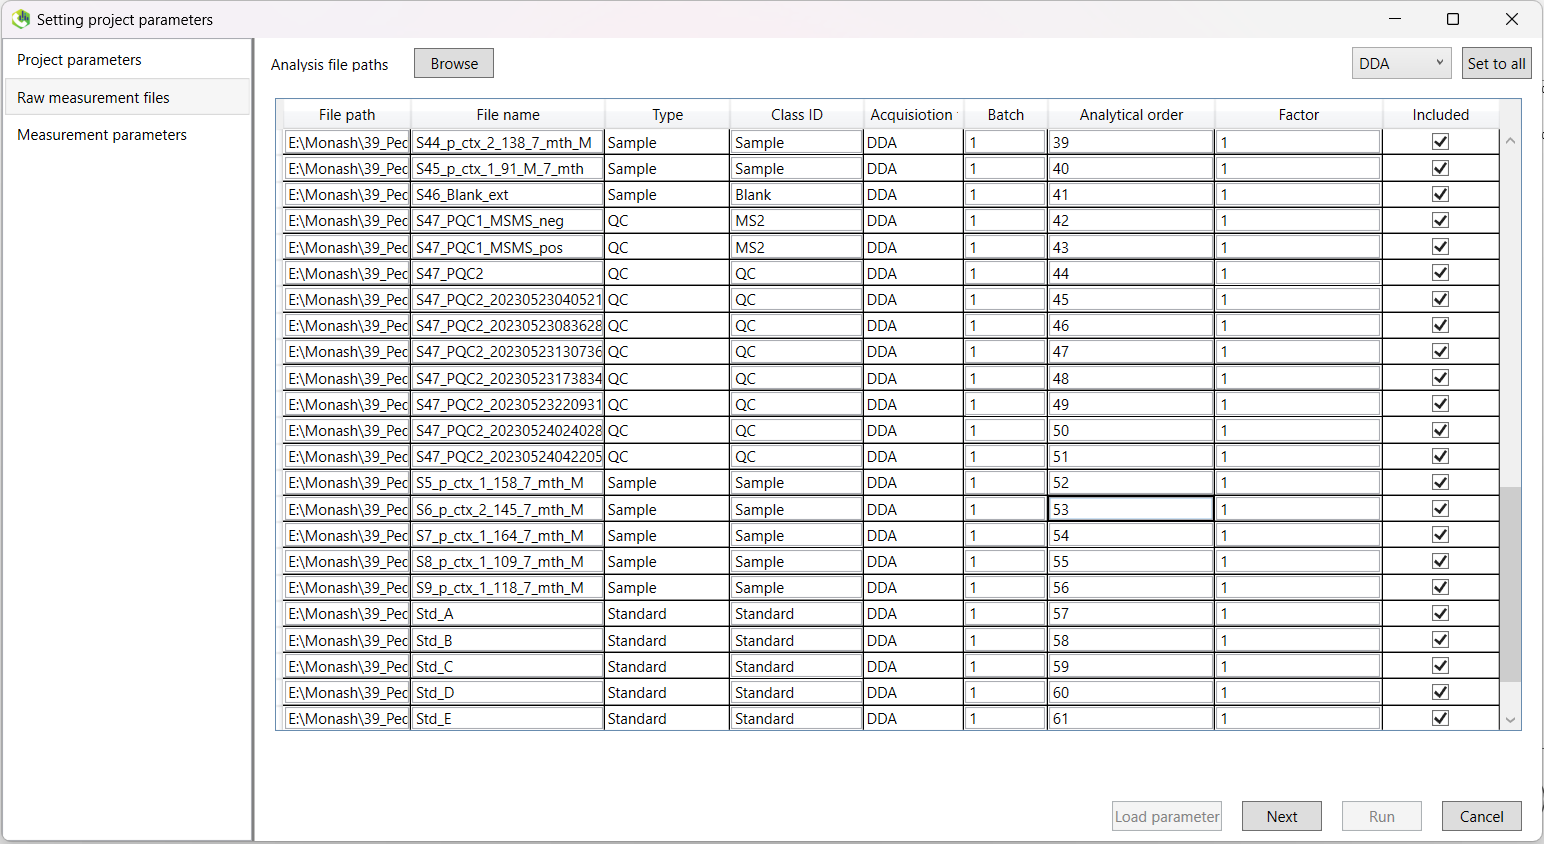 Setting project parameters
Project parameters
Raw measurement files
Measurement parameters
Analysis file paths Browse DDA Set to all
File path File name Type Class ID Acquisiotion Batch Analytical order Factor Included
E:\Monash\39_Pec S44_p_ctx_2_138_7_mth_M Sample Sample DDA 1 39 1
E:\Monash\39_Pec S45_p_ctx_1_91_M_7_mth Sample Sample DDA 1 40 1
E:\Monash\39_Pec S46_Blank_ext Sample Blank DDA 1 41 1
E:\Monash\39_Pec S47_PQC1_MSMS_neg QC MS2 DDA 1 42 1
E:\Monash\39_Pec S47_PQC1_MSMS_pos QC MS2 DDA 1 43 1
E:\Monash\39_Pec S47_PQC2 QC QC DDA 1 44 1
E:\Monash\39_Pec S47_PQC2_20230523040521 QC QC DDA 1 45 1
E:\Monash\39_Pec S47_PQC2_20230523083628 QC QC DDA 1 46 1
E:\Monash\39_Pec S47_PQC2_20230523130736 QC QC DDA 1 47 1
E:\Monash\39_Pec S47_PQC2_20230523173834 QC QC DDA 1 48 1
E:\Monash\39_Pec S47_PQC2_20230523220931 QC QC DDA 1 49 1
E:\Monash\39_Pec S47_PQC2_20230524024028 QC QC DDA 1 50 1
E:\Monash\39_Pec S47_PQC2_20230524042205 QC QC DDA 1 51 1
E:\Monash\39_Pec S5_p_ctx_1_158_7_mth_M Sample Sample DDA 1 52 1
E:\Monash\39_Pec S6_p_ctx_2_145_7_mth_M Sample Sample DDA 1 53 1
E:\Monash\39_Pec S7_p_ctx_1_164_7_mth_M Sample Sample DDA 1 54 1
E:\Monash\39_Pec S8_p_ctx_1_109_7_mth_M Sample Sample DDA 1 55 1
E:\Monash\39_Pec S9_p_ctx_1_118_7_mth_M Sample Sample DDA 1 56 1
E:\Monash\39_Pec Std_A Standard Standard DDA 1 57 1
E:\Monash\39_Pec Std_B Standard Standard DDA 1 58 1
E:\Monash\39_Pec Std_C Standard Standard DDA 1 59 1
E:\Monash\39_Pec Std_D Standard Standard DDA 1 60 1
E:\Monash\39_Pec Std_E Standard Standard DDA 1 61 1
Load parameter Next Run Cancel